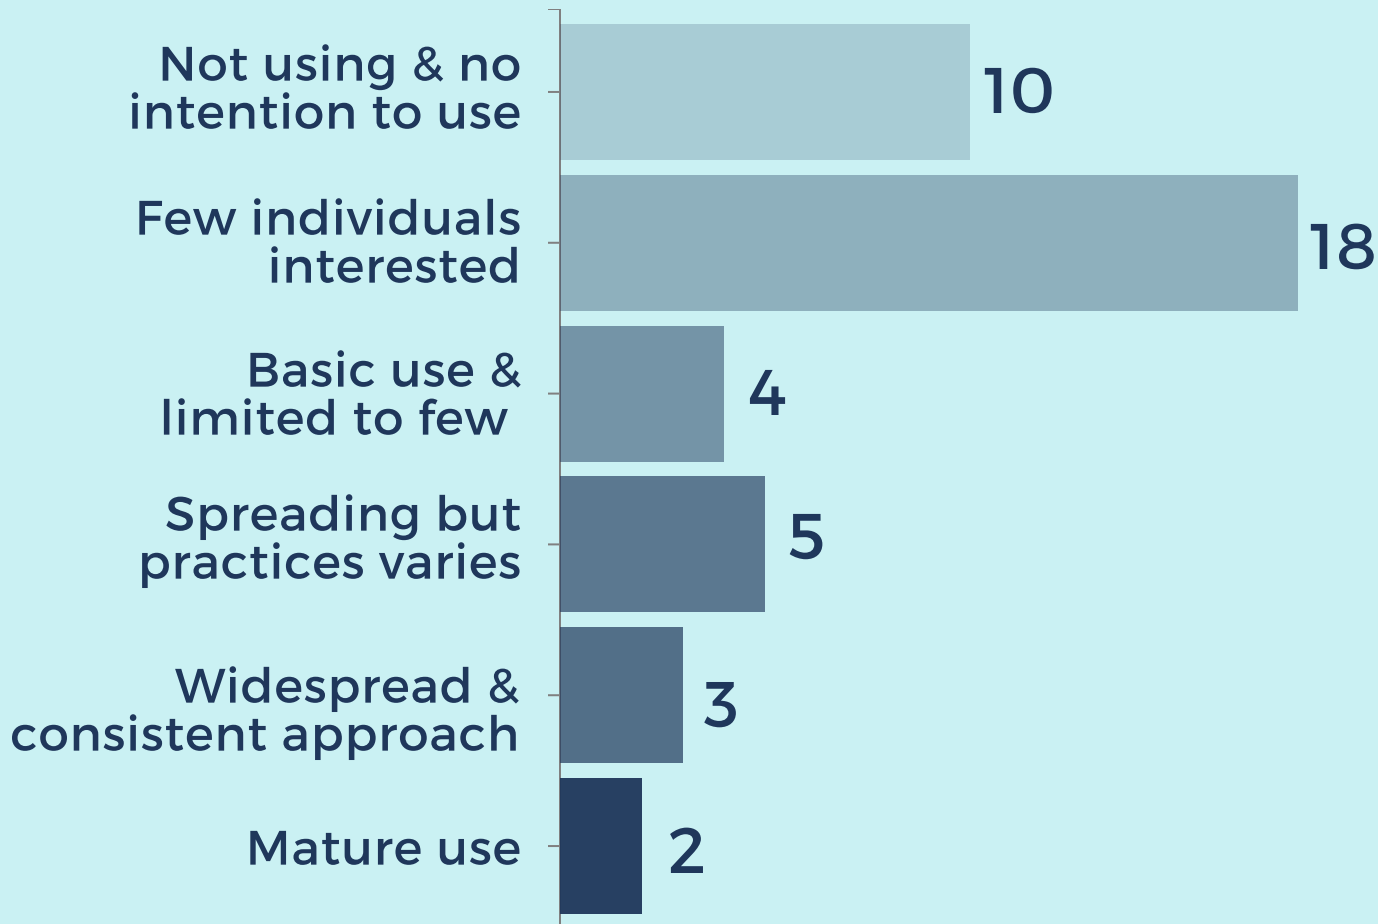 Not using & no
intention to use
10
Few individuals
interested
18
Basic use &
limited to few
4
Spreading but
practices varies
5
Widespread &
consistent approach
3
Mature use
2